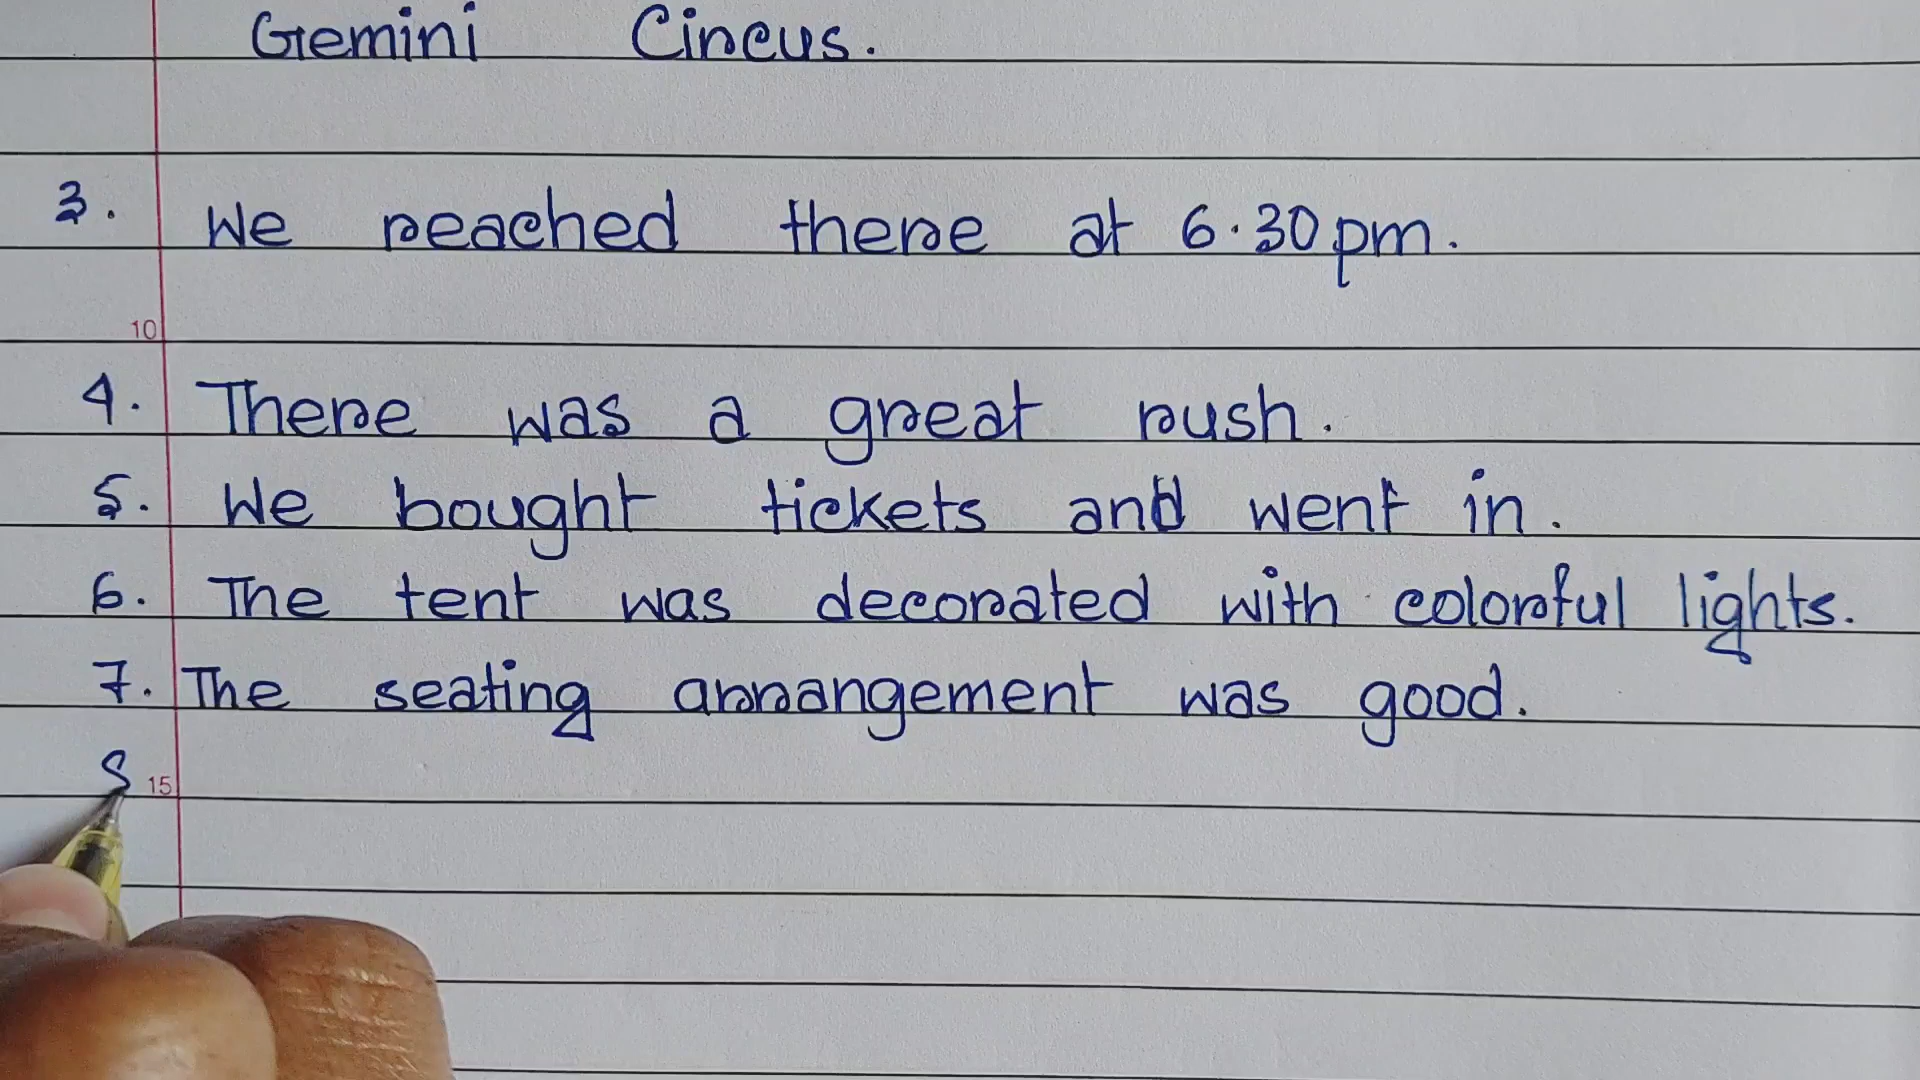 Gemini Circus.
3. We reached there at 6.30 pm.
10
4. There was a great rush.
5. We bought tickets and went in.
6. The tent was decorated with colorful lights.
7. The seating arrangement was good.
15